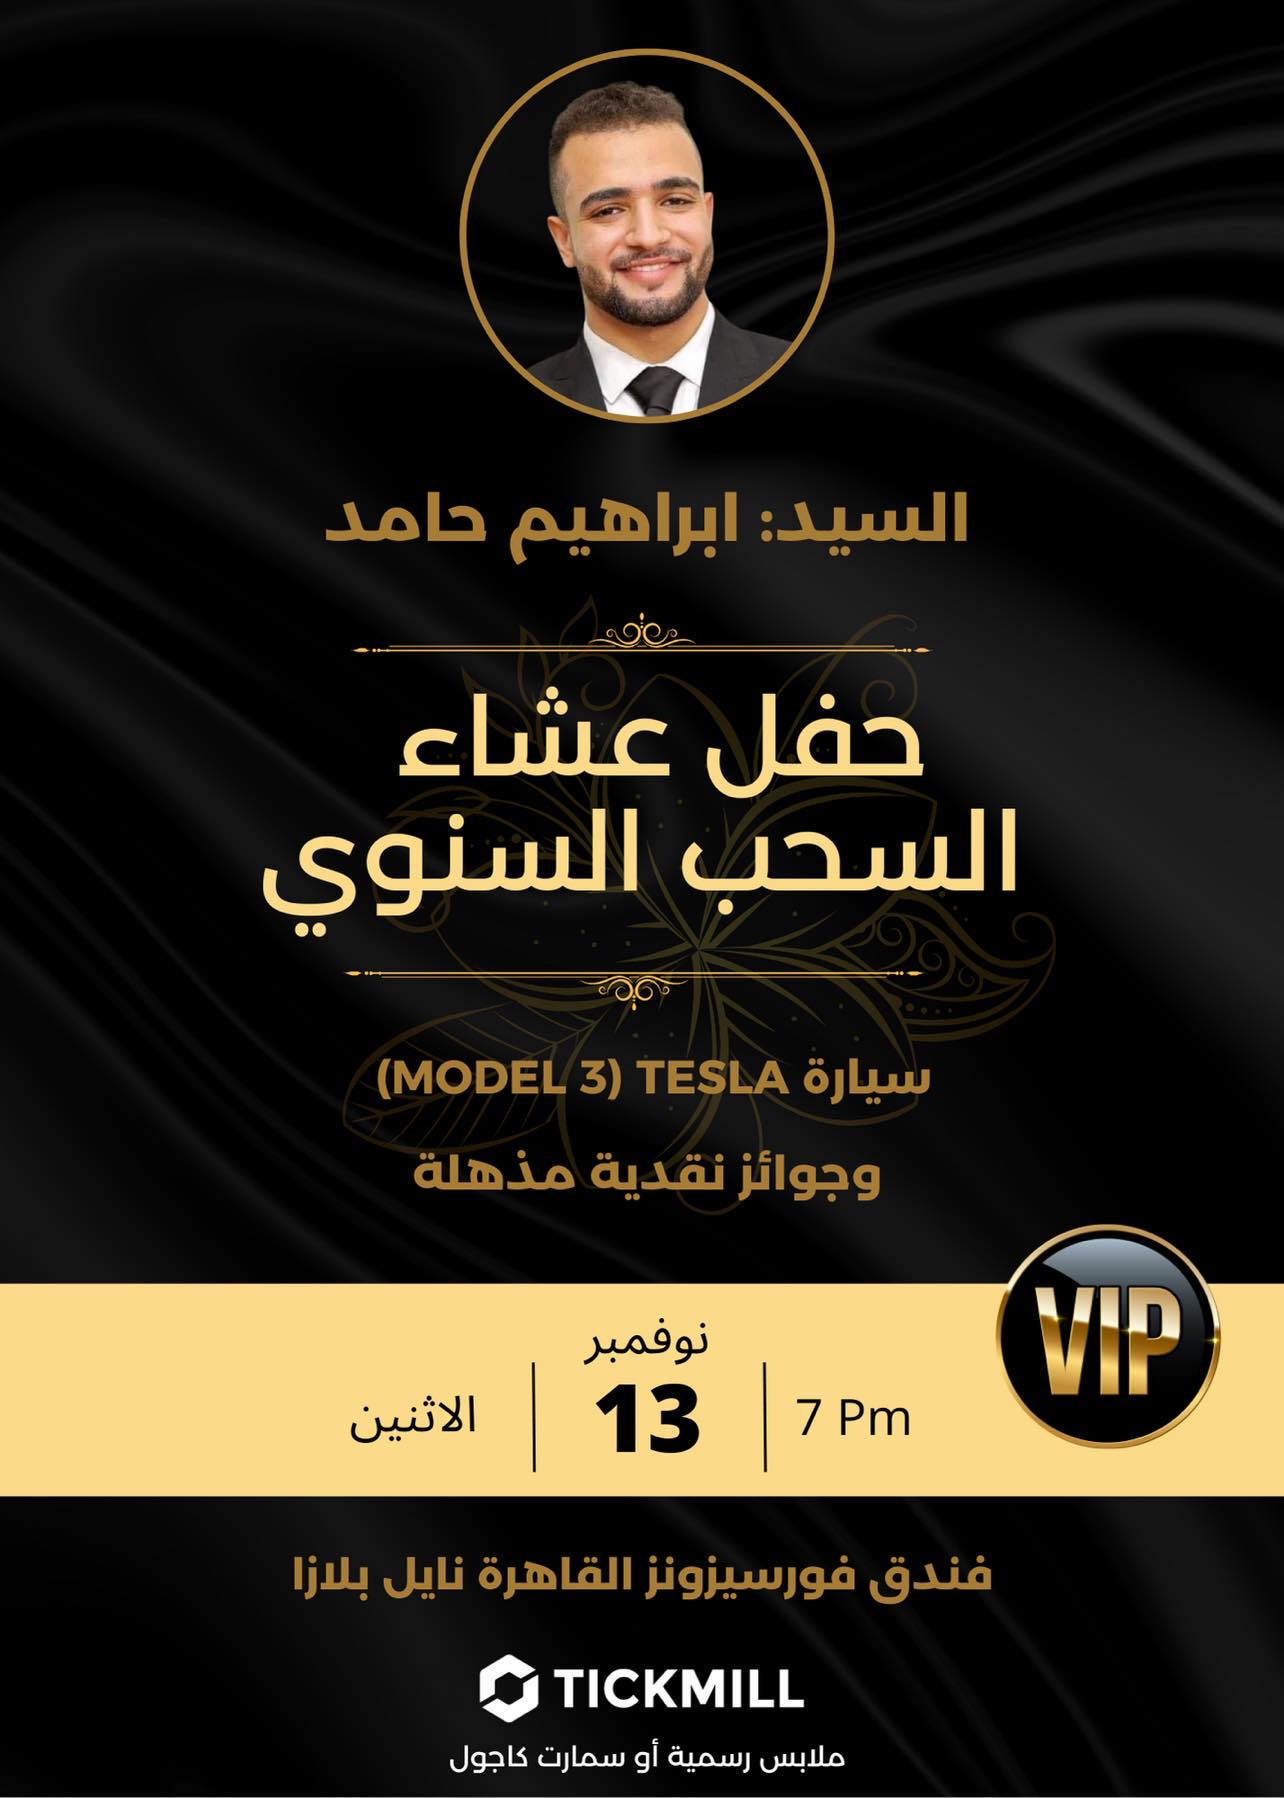 السيد: ابراهيم حامد
حفل عشاء
السحب السنوي
سيارة TESLA (MODEL 3)
وجوائز نقدية مذهلة
VIP
نوفمبر
7 Pm
13
الاثنين
فندق فورسيزونز القاهرة نايل بلازا
TICKMILL
ملابس رسمية أو سمارت كاجول